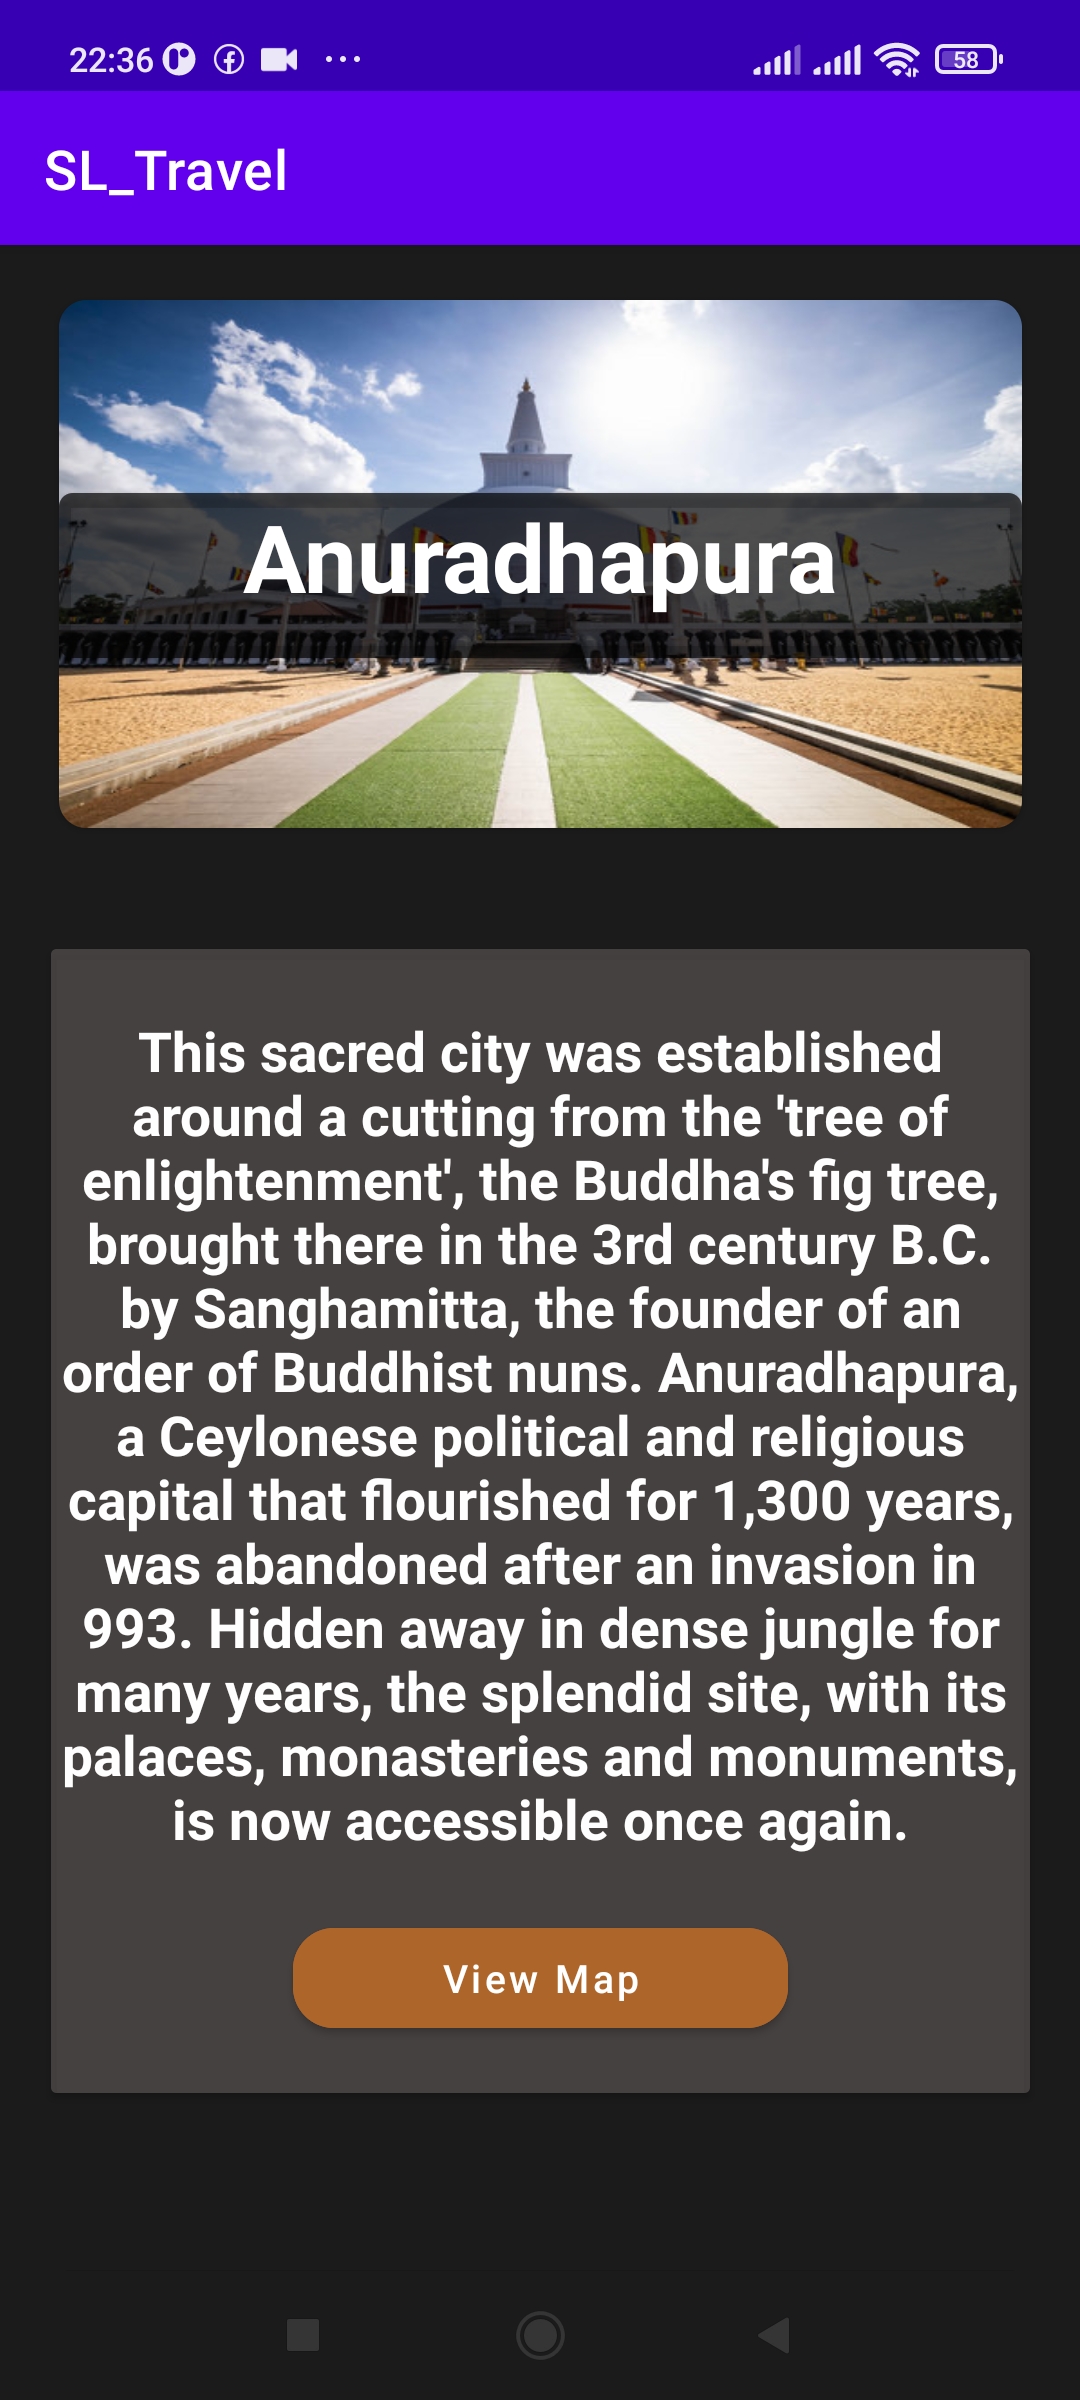 22:36
58
SL_Travel
Anuradhapura
This sacred city was established
around a cutting from the 'tree of
enlightenment', the Buddha's fig tree,
brought there in the 3rd century B.C.
by Sanghamitta, the founder of an
order of Buddhist nuns. Anuradhapura,
a Ceylonese political and religious
capital that flourished for 1,300 years,
was abandoned after an invasion in
993. Hidden away in dense jungle for
many years, the splendid site, with its
palaces, monasteries and monuments,
is now accessible once again.
View Map